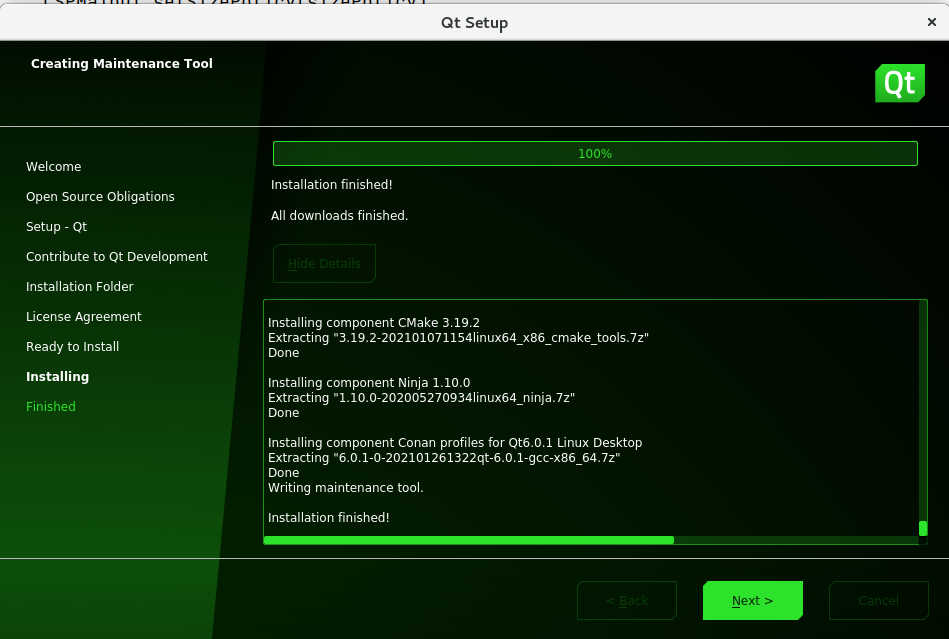 Qt Setup
Creating Maintenance Tool
Qt
Welcome
Open Source Obligations
Setup - Qt
Contribute to Qt Development
Installation Folder
License Agreement
Ready to Install
Installing
Finished
100%
Installation finished!
All downloads finished.
Hide Details
Installing component CMake 3.19.2
Extracting "3.19.2-202101071154linux64_x86_cmake_tools.7z"
Done
Installing component Ninja 1.10.0
Extracting "1.10.0-202005270934linux64_ninja.7z"
Done
Installing component Conan profiles for Qt6.0.1 Linux Desktop
Extracting "6.0.1-0-202101261322qt-6.0.1-gcc-x86_64.7z"
Done
Writing maintenance tool.
Installation finished!
< Back
Next >
Cancel